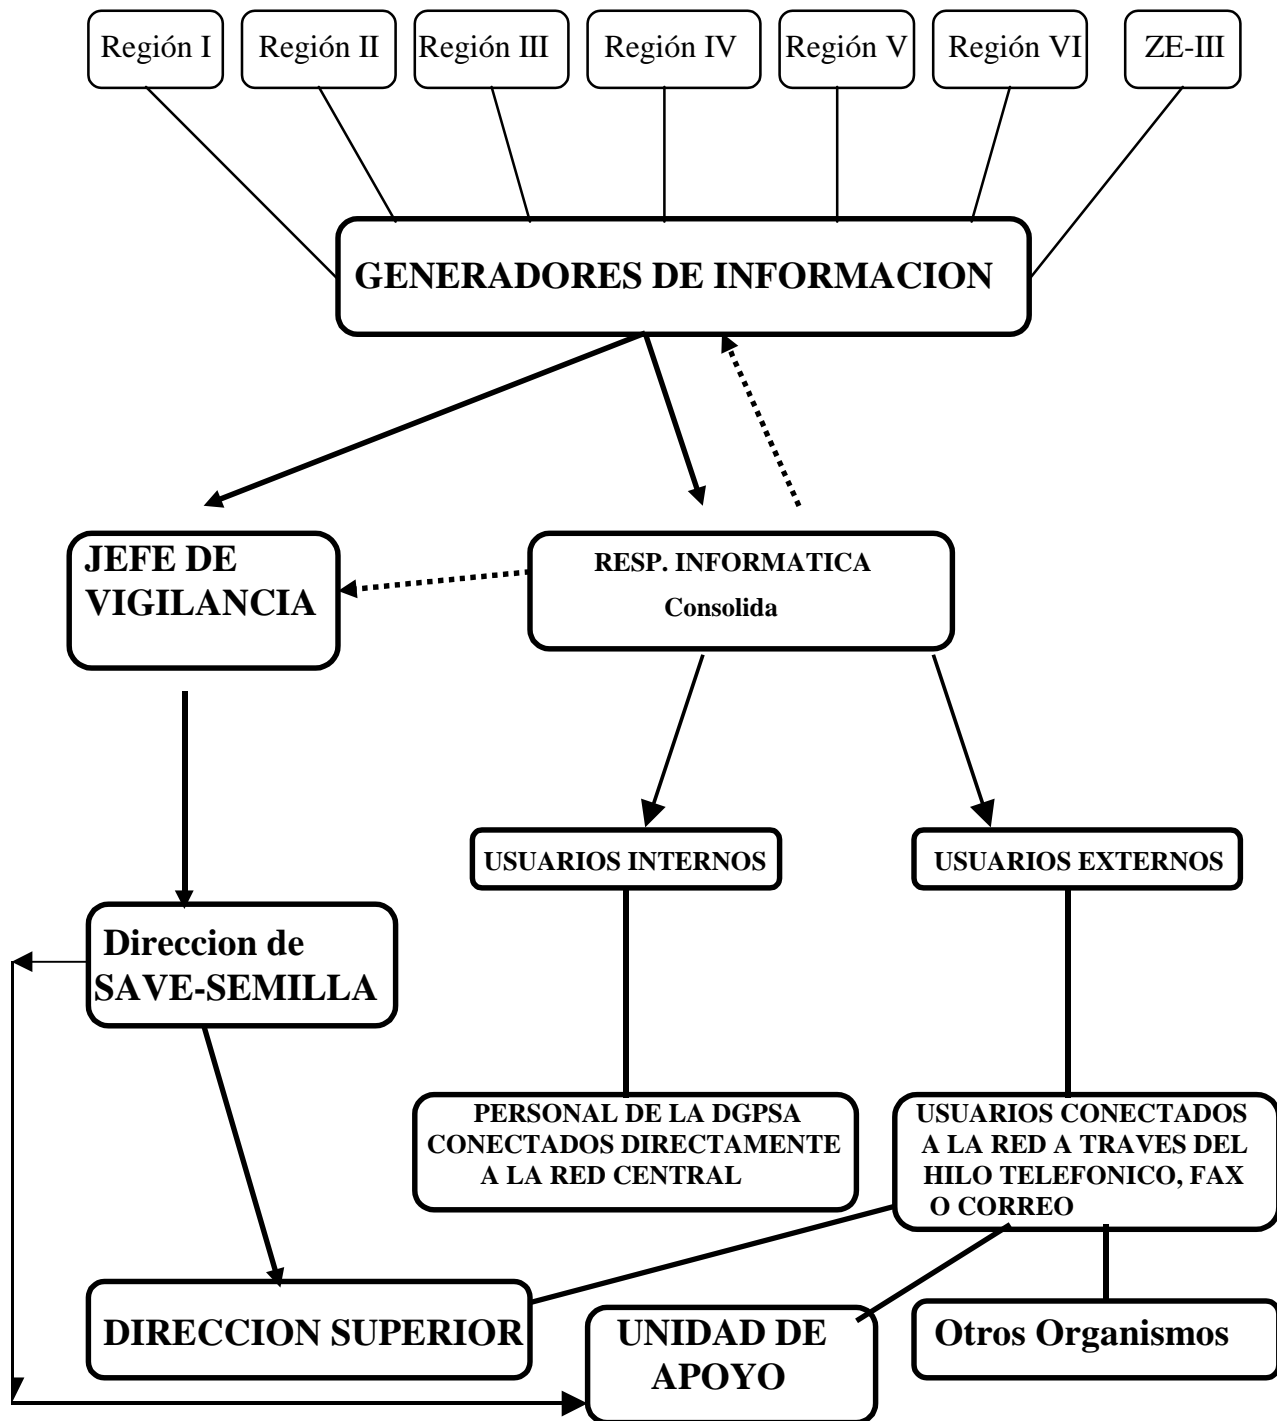 Región I
Región II
Región III
Región IV
Región V
Región VI
ZE-III
GENERADORES DE INFORMACION
JEFE DE
VIGILANCIA
RESP. INFORMATICA
Consolida
USUARIOS INTERNOS
USUARIOS EXTERNOS
Direccion de
SAVE-SEMILLA
PERSONAL DE LA DGPSA
CONECTADOS DIRECTAMENTE
A LA RED CENTRAL
USUARIOS CONECTADOS
A LA RED A TRAVES DEL
HILO TELEFONICO, FAX
O CORREO
DIRECCION SUPERIOR
UNIDAD DE
APOYO
Otros Organismos